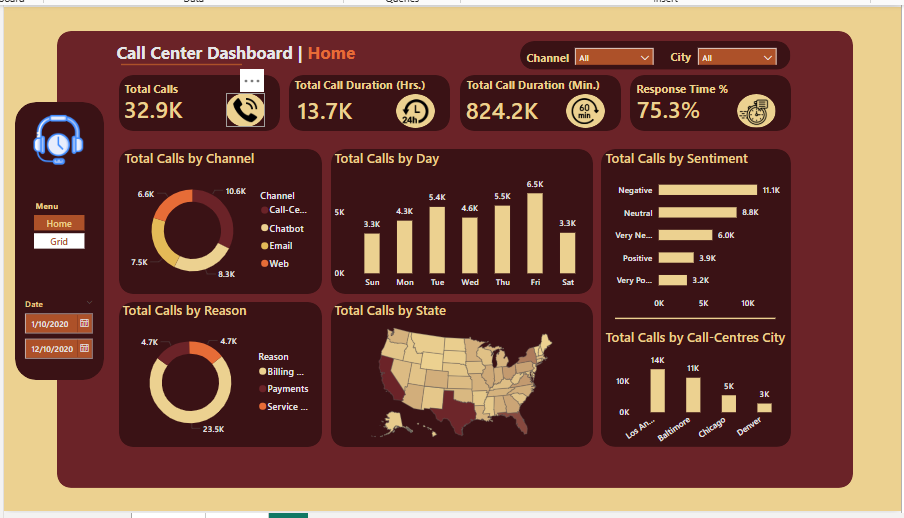 Data
Queries
Insert
Call Center Dashboard | Home
Channel
All
City
All
Total Calls
32.9K
Total Call Duration (Hrs.)
13.7K
24h
Total Call Duration (Min.)
824.2K
60
min
Response Time %
75.3%
Menu
Home
Grid
Date
1/10/2020
12/10/2020
Total Calls by Channel
10.6K
6.6K
7.5K
8.3K
Channel
Call-Ce...
Chatbot
Email
Web
Total Calls by Day
5K
0K
3.3K
4.3K
5.4K
4.6K
5.5K
6.5K
3.3K
Sun Mon Tue Wed Thu Fri Sat
Total Calls by Sentiment
Negative 11.1K
Neutral 8.8K
Very Ne... 6.0K
Positive 3.9K
Very Po... 3.2K
0K 5K 10K
Total Calls by Reason
4.7K
4.7K
23.5K
Reason
Billing ...
Payments
Service ...
Total Calls by State
Total Calls by Call-Centres City
10K
0K
14K
11K
5K
3K
Los An...
Baltimore
Chicago
Denver